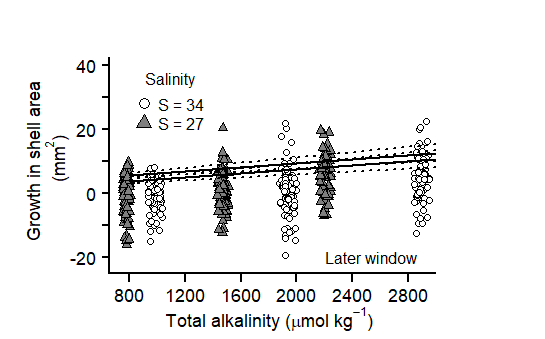 Growth in shell area
(mm²)
40
20
0
-20
Salinity
S = 34
S = 27
Later window
800 1200 1600 2000 2400 2800
Total alkalinity (μmol kg⁻¹)